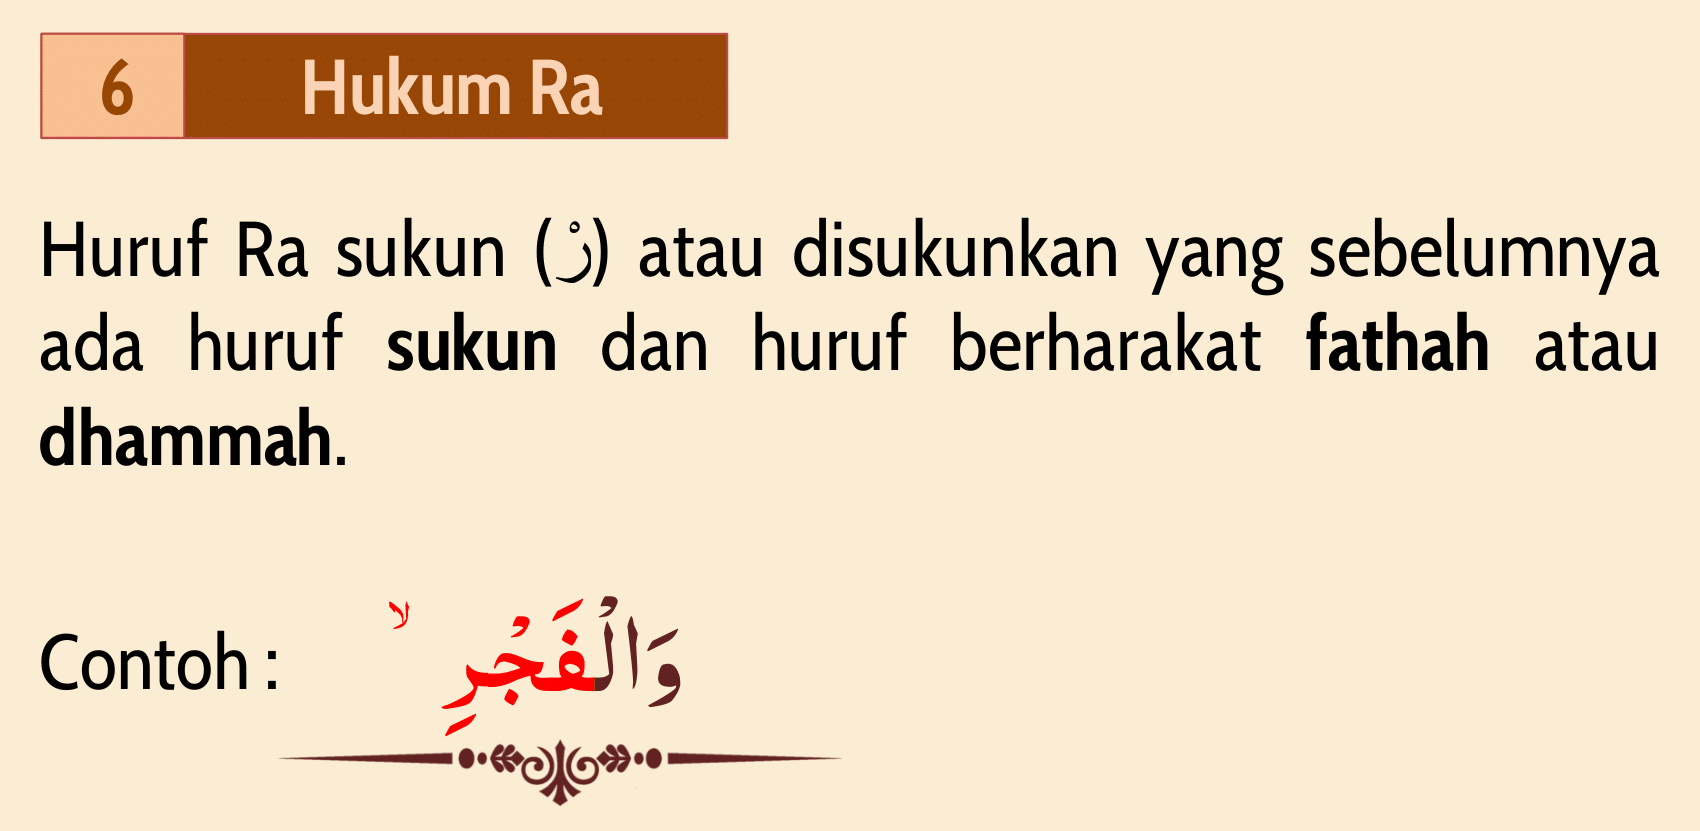 6 Hukum Ra
Huruf Ra sukun (رْ) atau disukunkan yang sebelumnya
ada huruf sukun dan huruf berharakat fathah atau
dhammah.
Contoh : وَالْفَجْرِ ۙ